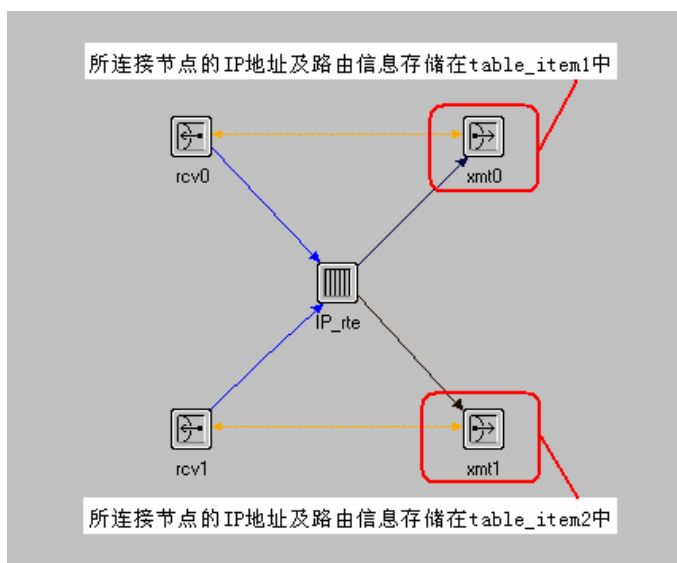 所连接节点的IP地址及路由信息存储在table_item1中
rcv0
xmt0
IP_rte
rcv1
xmt1
所连接节点的IP地址及路由信息存储在table_item2中